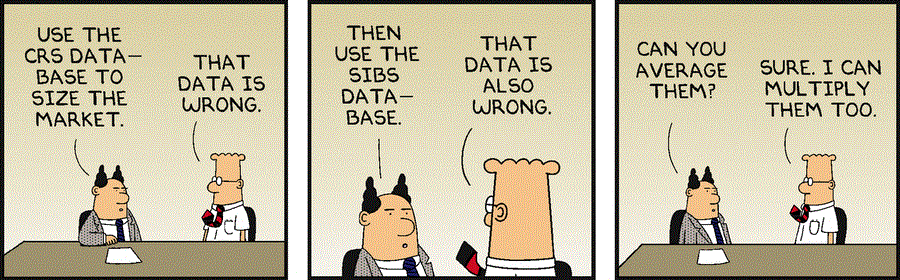 USE THE
CRS DATA-
BASE TO
SIZE THE
MARKET.
THAT
DATA IS
WRONG.
THEN
USE THE
SIBS
DATA-
BASE.
THAT
DATA IS
ALSO
WRONG.
CAN YOU
AVERAGE
THEM?
SURE. I CAN
MULTIPLY
THEM TOO.